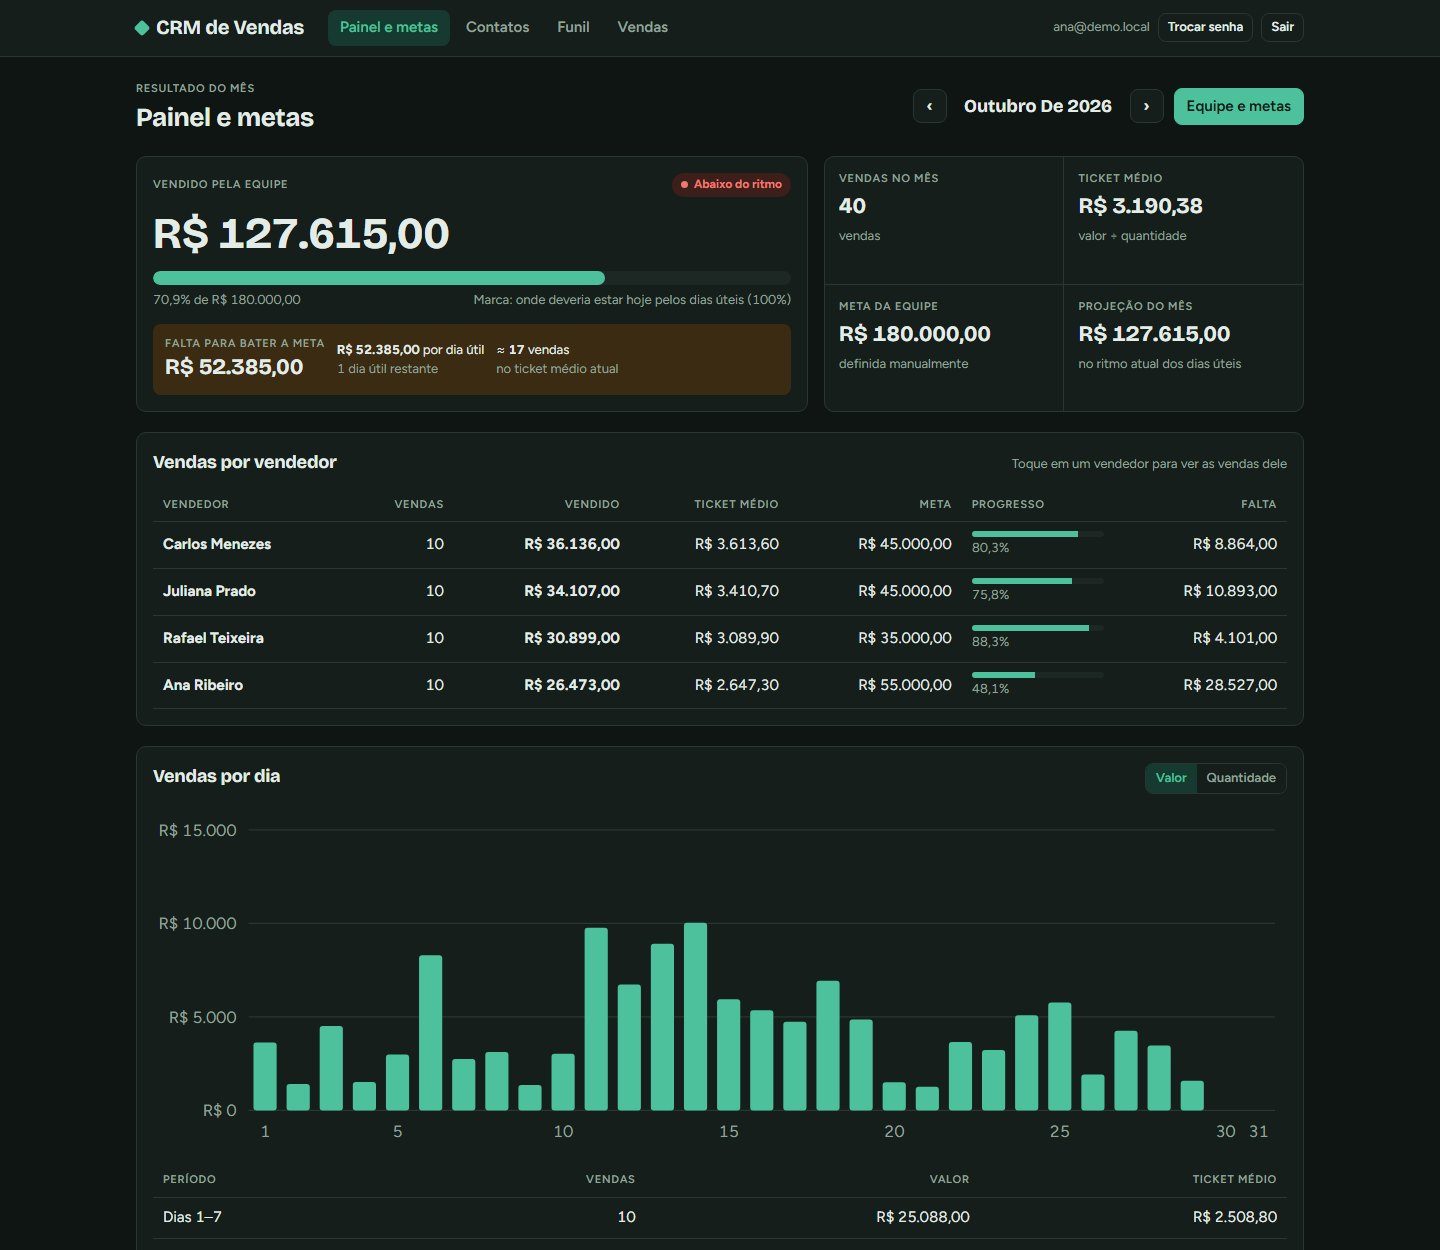 CRM de Vendas Painel e metas Contatos Funil Vendas ana@demo.local Trocar senha Sair
RESULTADO DO MÊS
Painel e metas
‹ Outubro De 2026 › Equipe e metas
VENDIDO PELA EQUIPE Abaixo do ritmo
R$ 127.615,00
70,9% de R$ 180.000,00 Marca: onde deveria estar hoje pelos dias úteis (100%)
FALTA PARA BATER A META
R$ 52.385,00
R$ 52.385,00 por dia útil
1 dia útil restante
≈ 17 vendas
no ticket médio atual
VENDAS NO MÊS
40
vendas
TICKET MÉDIO
R$ 3.190,38
valor ÷ quantidade
META DA EQUIPE
R$ 180.000,00
definida manualmente
PROJEÇÃO DO MÊS
R$ 127.615,00
no ritmo atual dos dias úteis
Vendas por vendedor Toque em um vendedor para ver as vendas dele
VENDEDOR VENDAS VENDIDO TICKET MÉDIO META PROGRESSO FALTA
Carlos Menezes 10 R$ 36.136,00 R$ 3.613,60 R$ 45.000,00 80,3% R$ 8.864,00
Juliana Prado 10 R$ 34.107,00 R$ 3.410,70 R$ 45.000,00 75,8% R$ 10.893,00
Rafael Teixeira 10 R$ 30.899,00 R$ 3.089,90 R$ 35.000,00 88,3% R$ 4.101,00
Ana Ribeiro 10 R$ 26.473,00 R$ 2.647,30 R$ 55.000,00 48,1% R$ 28.527,00
Vendas por dia Valor Quantidade
R$ 15.000
R$ 10.000
R$ 5.000
R$ 0
1 5 10 15 20 25 30 31
PERÍODO VENDAS VALOR TICKET MÉDIO
Dias 1–7 10 R$ 25.088,00 R$ 2.508,80